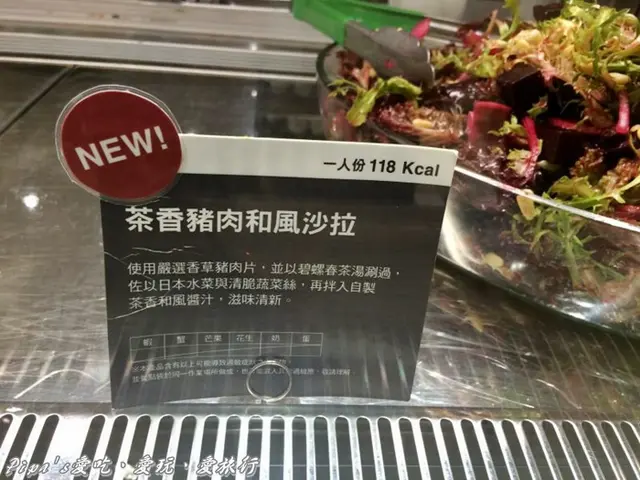 NEW!
一人份 118 Kcal
茶香豬肉和風沙拉
使用嚴選香草豬肉片，並以碧螺春茶湯涮過，
佐以日本水菜與清脆蔬菜絲，再拌入自製
茶香和風醬汁，滋味清新。
蝦 蟹 芒果 花生 奶 蛋
Pipa's愛吃、愛玩、愛旅行